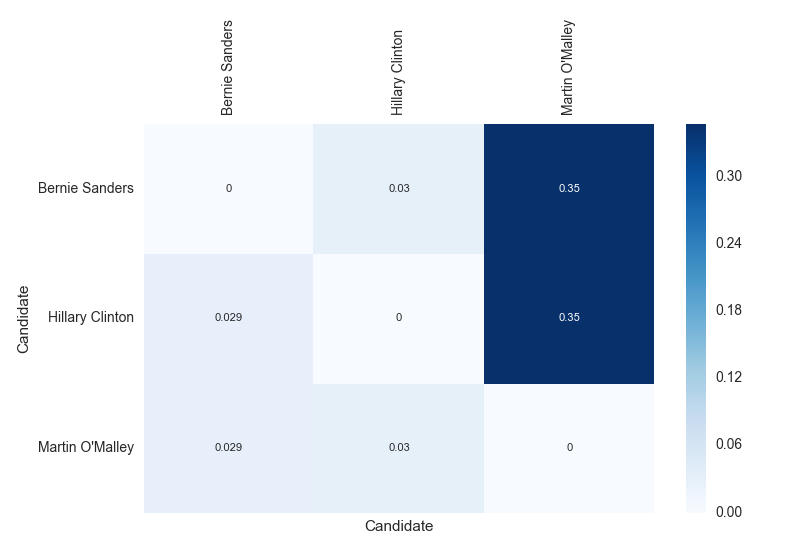 Bernie Sanders
Hillary Clinton
Martin O'Malley
Bernie Sanders 0 0.03 0.35
Hillary Clinton 0.029 0 0.35
Martin O'Malley 0.029 0.03 0
Candidate
Candidate
0.30
0.24
0.18
0.12
0.06
0.00